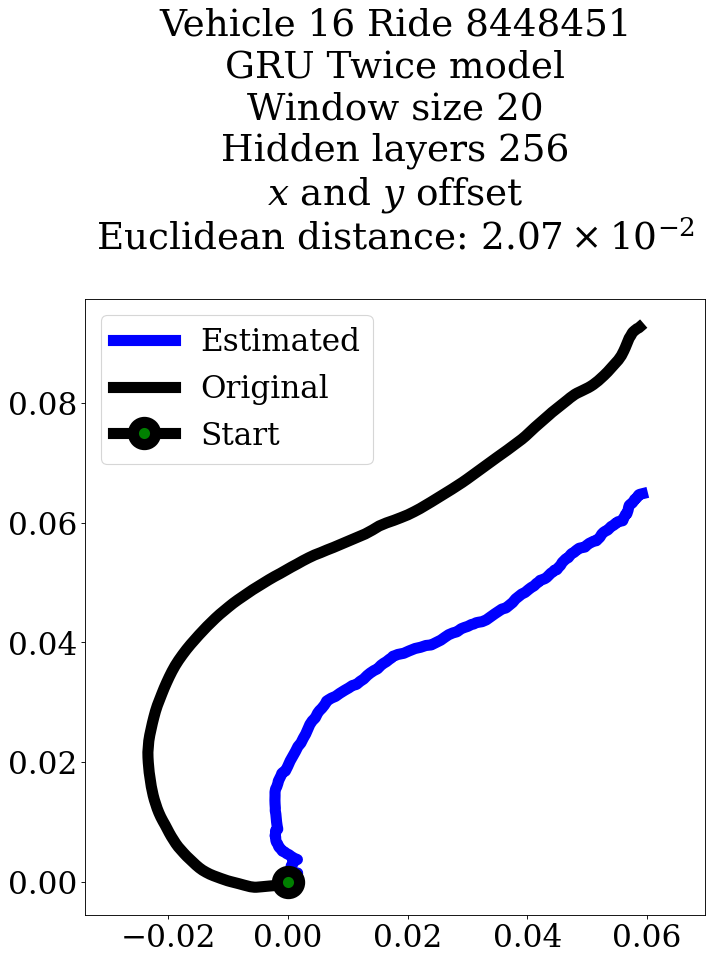 Vehicle 16 Ride 8448451
GRU Twice model
Window size 20
Hidden layers 256
x and y offset
Euclidean distance: 2.07 × 10⁻²
Estimated
Original
Start
0.08
0.06
0.04
0.02
0.00
−0.02 0.00 0.02 0.04 0.06